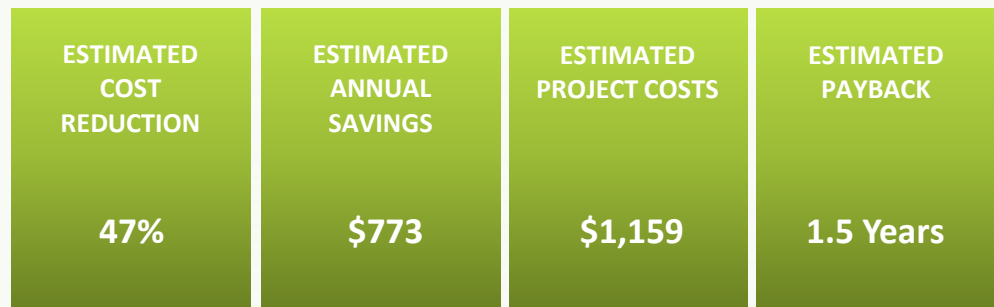 ESTIMATED
COST
REDUCTION
47%
ESTIMATED
ANNUAL
SAVINGS
$773
ESTIMATED
PROJECT COSTS
$1,159
ESTIMATED
PAYBACK
1.5 Years